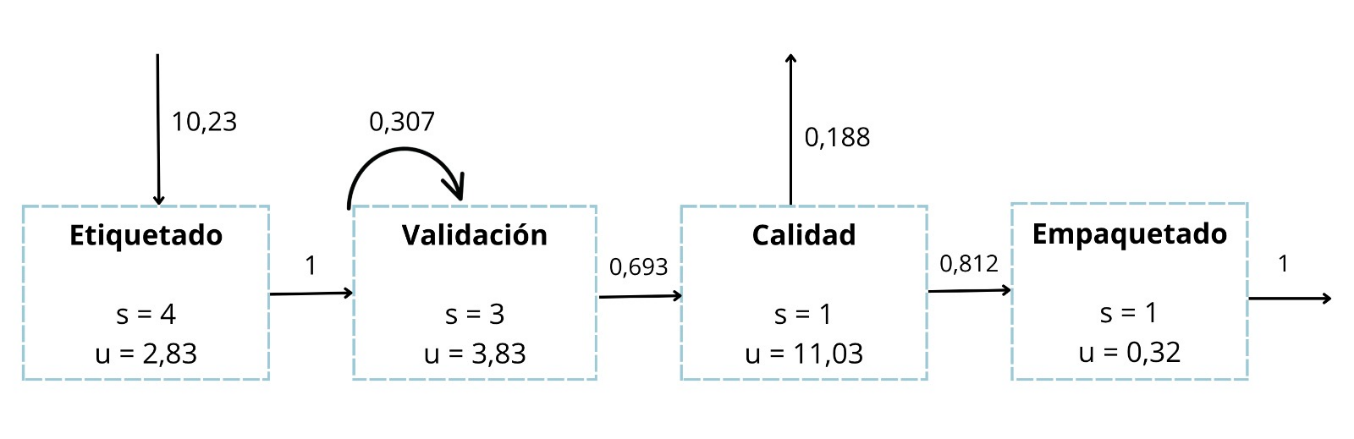 10,23
0,307
0,188
Etiquetado
s = 4
u = 2,83
1
Validación
s = 3
u = 3,83
0,693
Calidad
s = 1
u = 11,03
0,812
Empaquetado
s = 1
u = 0,32
1